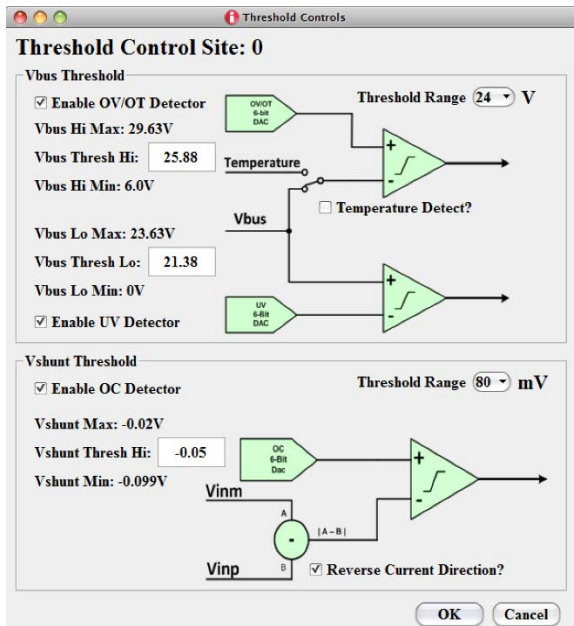 Threshold Controls
Threshold Control Site: 0
Vbus Threshold
Enable OV/OT Detector
Vbus Hi Max: 29.63V
Vbus Thresh Hi: 25.88
Vbus Hi Min: 6.0V
Vbus Lo Max: 23.63V
Vbus Thresh Lo: 21.38
Vbus Lo Min: 0V
Enable UV Detector
OV/OT
6-bit
DAC
Threshold Range 24 V
Temperature
+
-
Temperature Detect?
Vbus
+
-
UV
6-Bit
DAC
Vshunt Threshold
Enable OC Detector
Threshold Range 80 mV
Vshunt Max: -0.02V
Vshunt Thresh Hi: -0.05
Vshunt Min: -0.099V
OC
6-Bit
Dac
+
-
Vinm
A
-
|A-B|
B
Vinp
Reverse Current Direction?
OK
Cancel